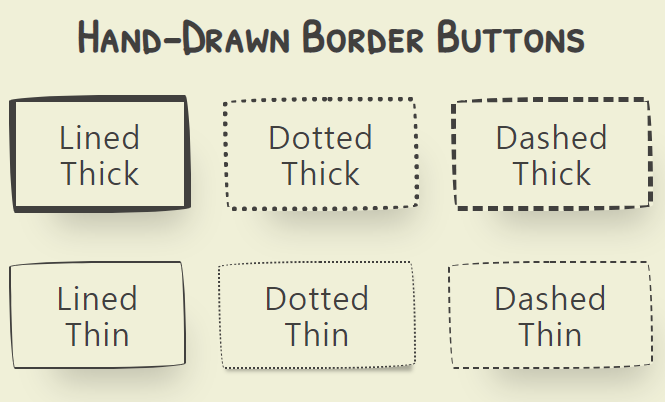 Hand-Drawn Border Buttons
Lined
Thick
Dotted
Thick
Dashed
Thick
Lined
Thin
Dotted
Thin
Dashed
Thin